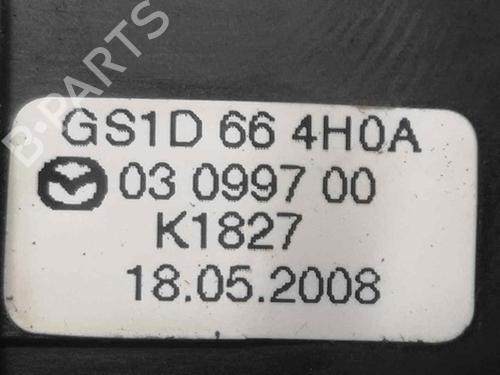 GS1D 66 4H0A
03 0997 00
K1827
18.05.2008
B-PARTS